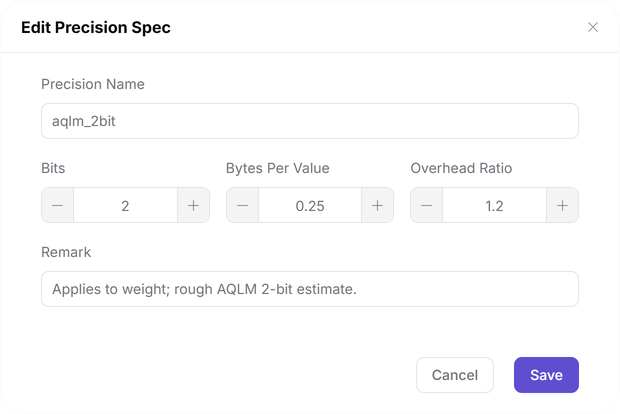 Edit Precision Spec
Precision Name
aqlm_2bit
Bits Bytes Per Value Overhead Ratio
2 0.25 1.2
Remark
Applies to weight; rough AQLM 2-bit estimate.
Cancel Save